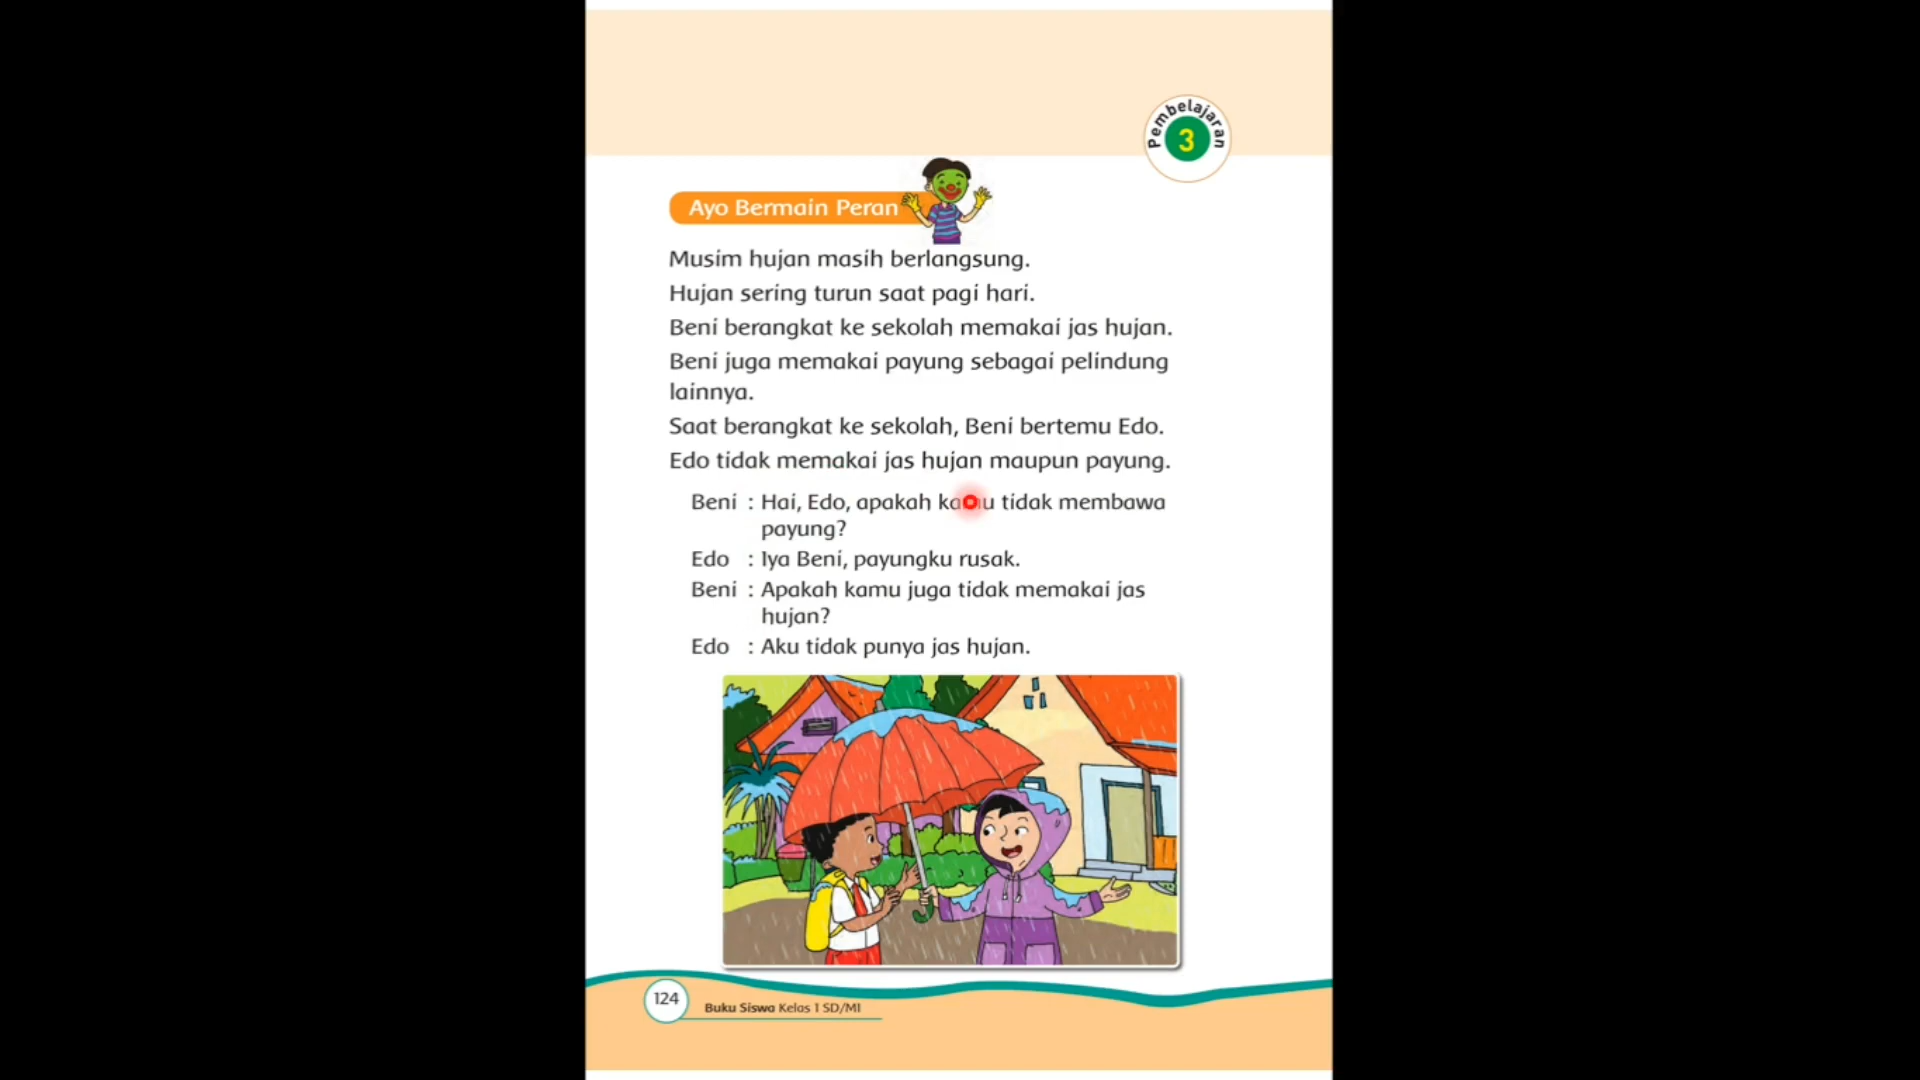 Pembelajaran
3
Ayo Bermain Peran
Musim hujan masih berlangsung.
Hujan sering turun saat pagi hari.
Beni berangkat ke sekolah memakai jas hujan.
Beni juga memakai payung sebagai pelindung
lainnya.
Saat berangkat ke sekolah, Beni bertemu Edo.
Edo tidak memakai jas hujan maupun payung.
Beni : Hai, Edo, apakah kamu tidak membawa
payung?
Edo : Iya Beni, payungku rusak.
Beni : Apakah kamu juga tidak memakai jas
hujan?
Edo : Aku tidak punya jas hujan.
124
Buku Siswa Kelas 1 SD/MI